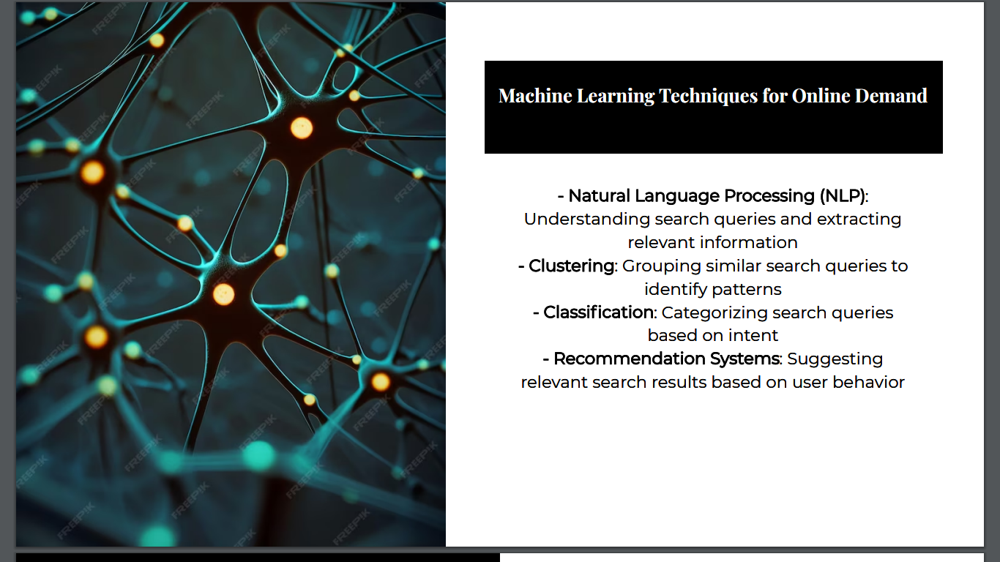 Machine Learning Techniques for Online Demand
- Natural Language Processing (NLP):
Understanding search queries and extracting
relevant information
- Clustering: Grouping similar search queries to
identify patterns
- Classification: Categorizing search queries
based on intent
- Recommendation Systems: Suggesting
relevant search results based on user behavior
FREEPIK